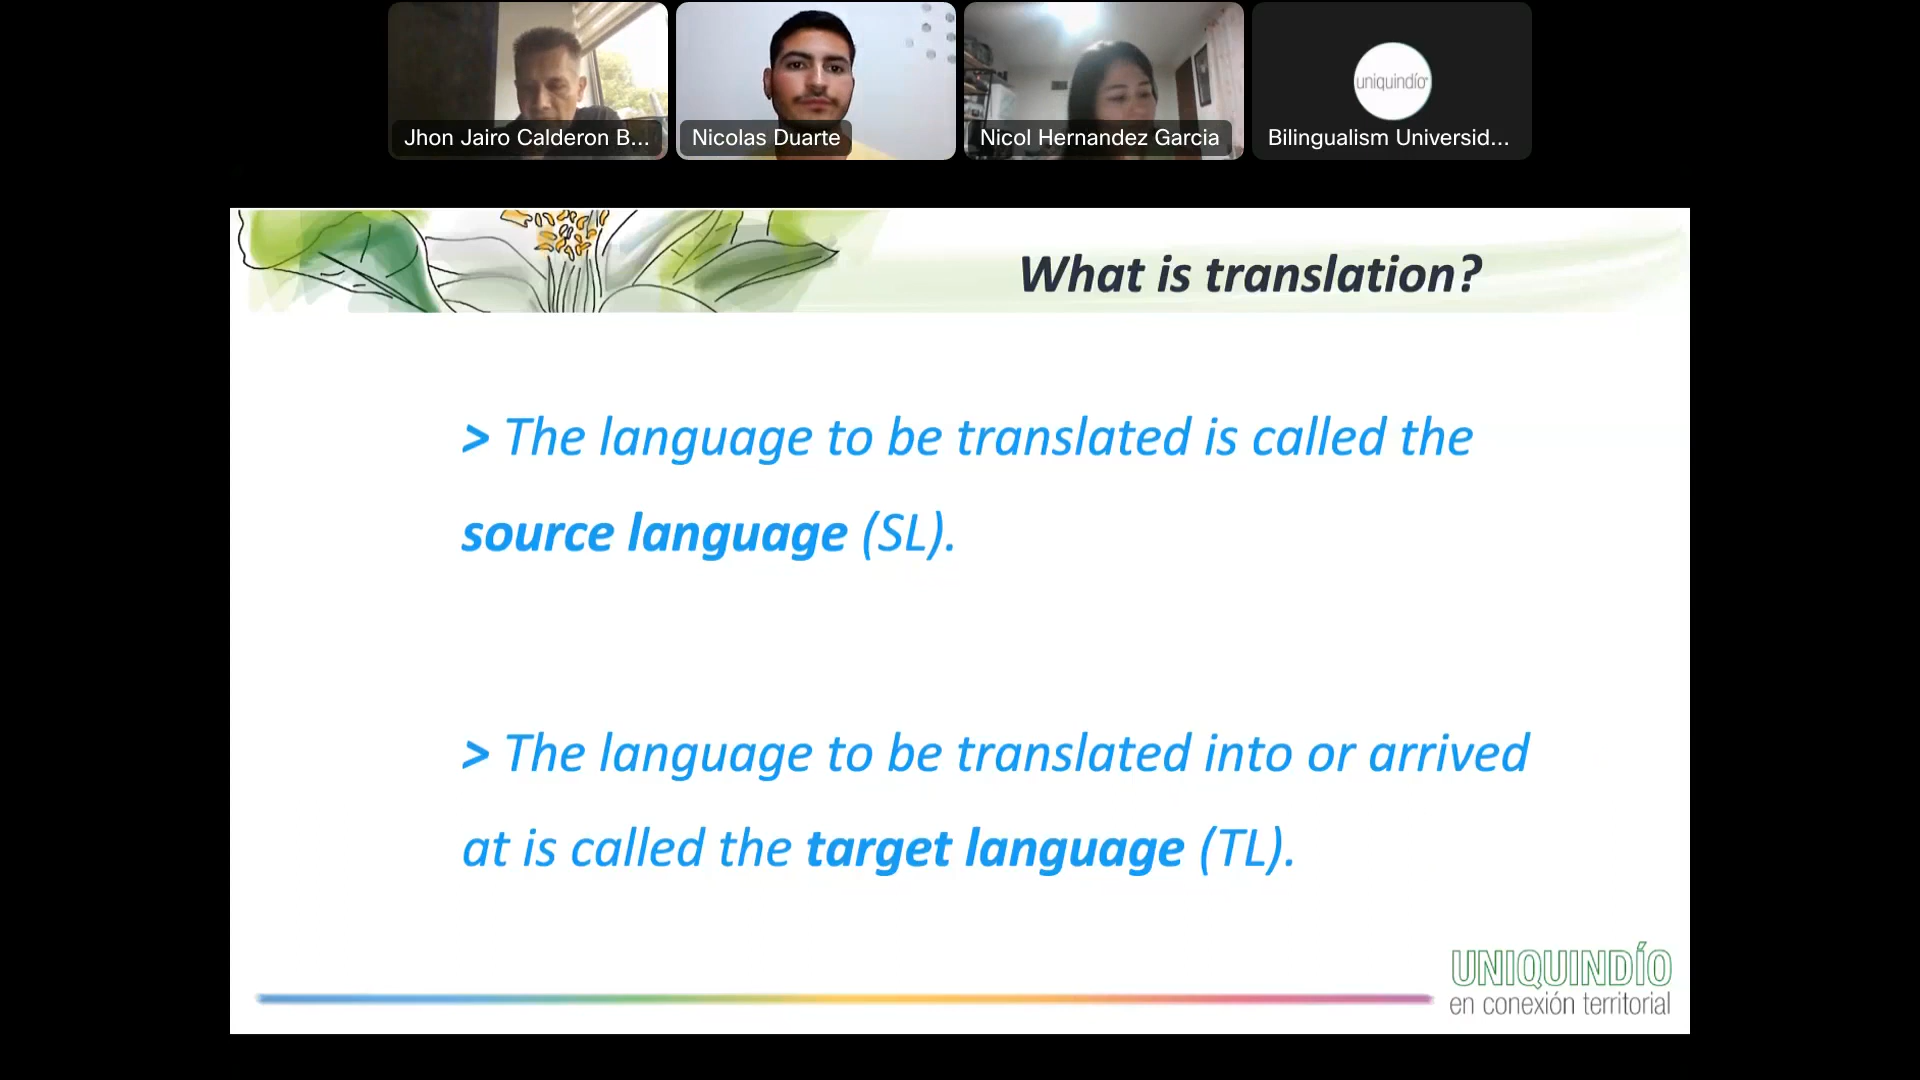 Jhon Jairo Calderon B...
Nicolas Duarte
Nicol Hernandez Garcia
uniquindío
Bilingualism Universid...
What is translation?
> The language to be translated is called the
source language (SL).
> The language to be translated into or arrived
at is called the target language (TL).
UNIQUINDÍO
en conexión territorial